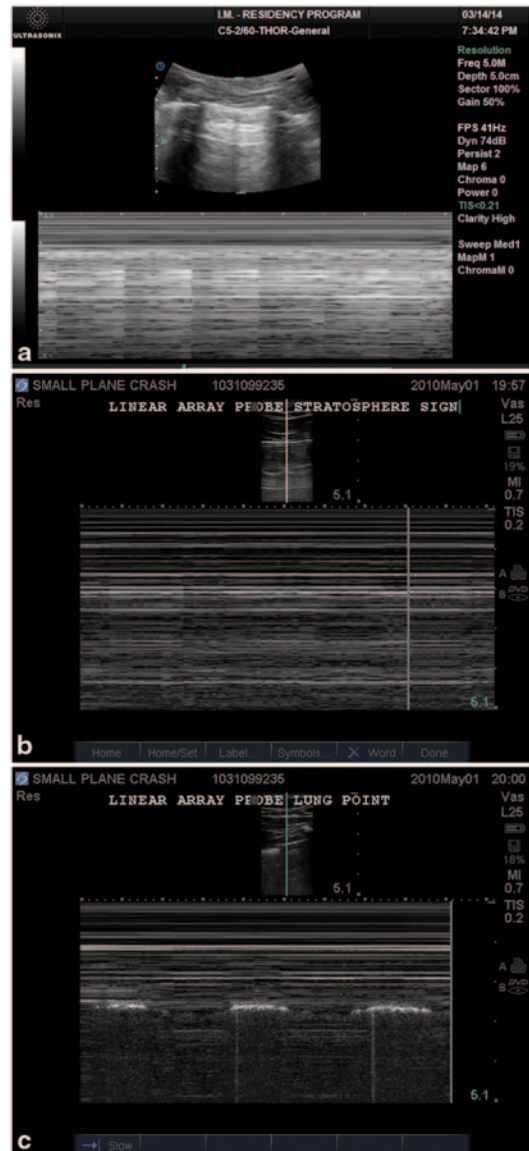 I.M. - RESIDENCY PROGRAM 03/14/14
ULTRASONIX C5-2/60-THOR-General 7:34:42 PM
Resolution
Freq 5.0M
Depth 5.0cm
Sector 100%
Gain 50%
FPS 41Hz
Dyn 74dB
Persist 2
Map 6
Chroma 0
Power 0
TIS<0.21
Clarity High
Sweep Med1
MapM 1
ChromaM 0
a
SMALL PLANE CRASH 1031099235 2010May01 19:57
Res Vas
LINEAR ARRAY PROBE STRATOSPHERE SIGN
L25
19%
MI
0.7
5.1
TIS
0.2
A
B DVD
5.1
b
Home Home/Set Label... Symbols... X Word Done
SMALL PLANE CRASH 1031099235 2010May01 20:00
Res Vas
LINEAR ARRAY PROBE LUNG POINT
L25
18%
MI
0.7
5.1
TIS
0.2
A
B DVD
5.1
c
Slow